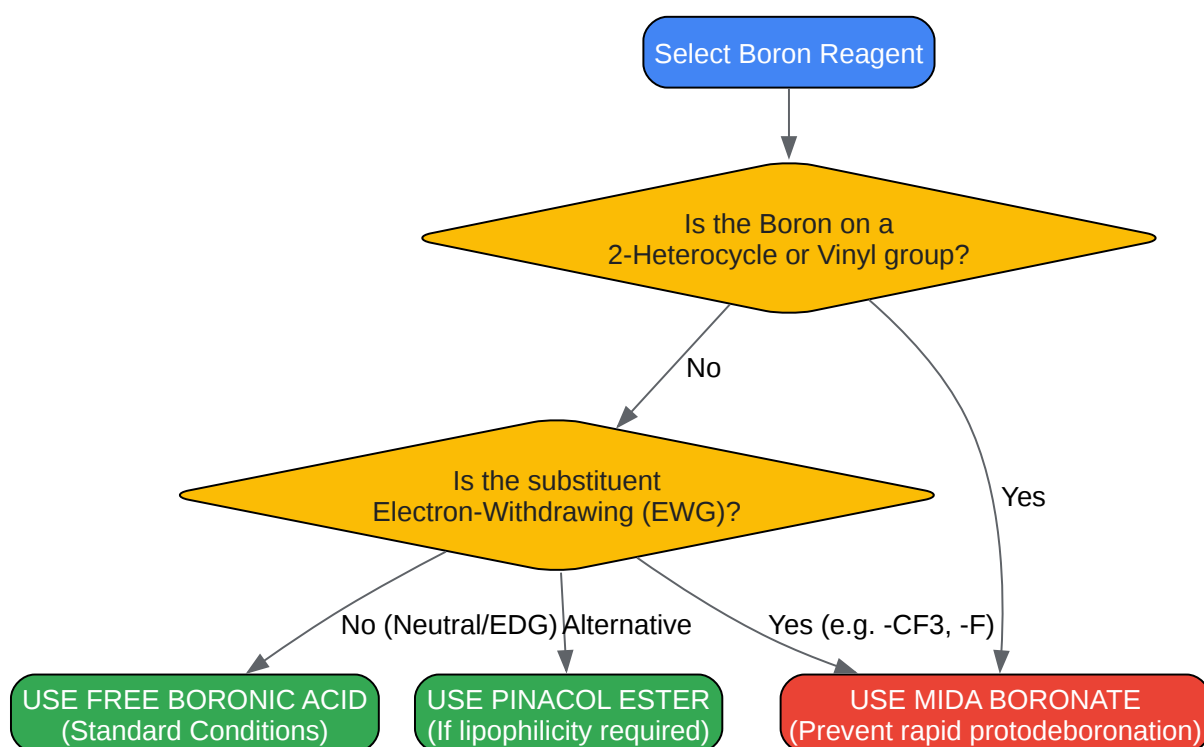 Select Boron Reagent
Is the Boron on a
2-Heterocycle or Vinyl group?
No
Yes
Is the substituent
Electron-Withdrawing (EWG)?
No (Neutral/EDG)
Alternative
Yes (e.g. -CF3, -F)
USE FREE BORONIC ACID
(Standard Conditions)
USE PINACOL ESTER
(If lipophilicity required)
USE MIDA BORONATE
(Prevent rapid protodeboronation)